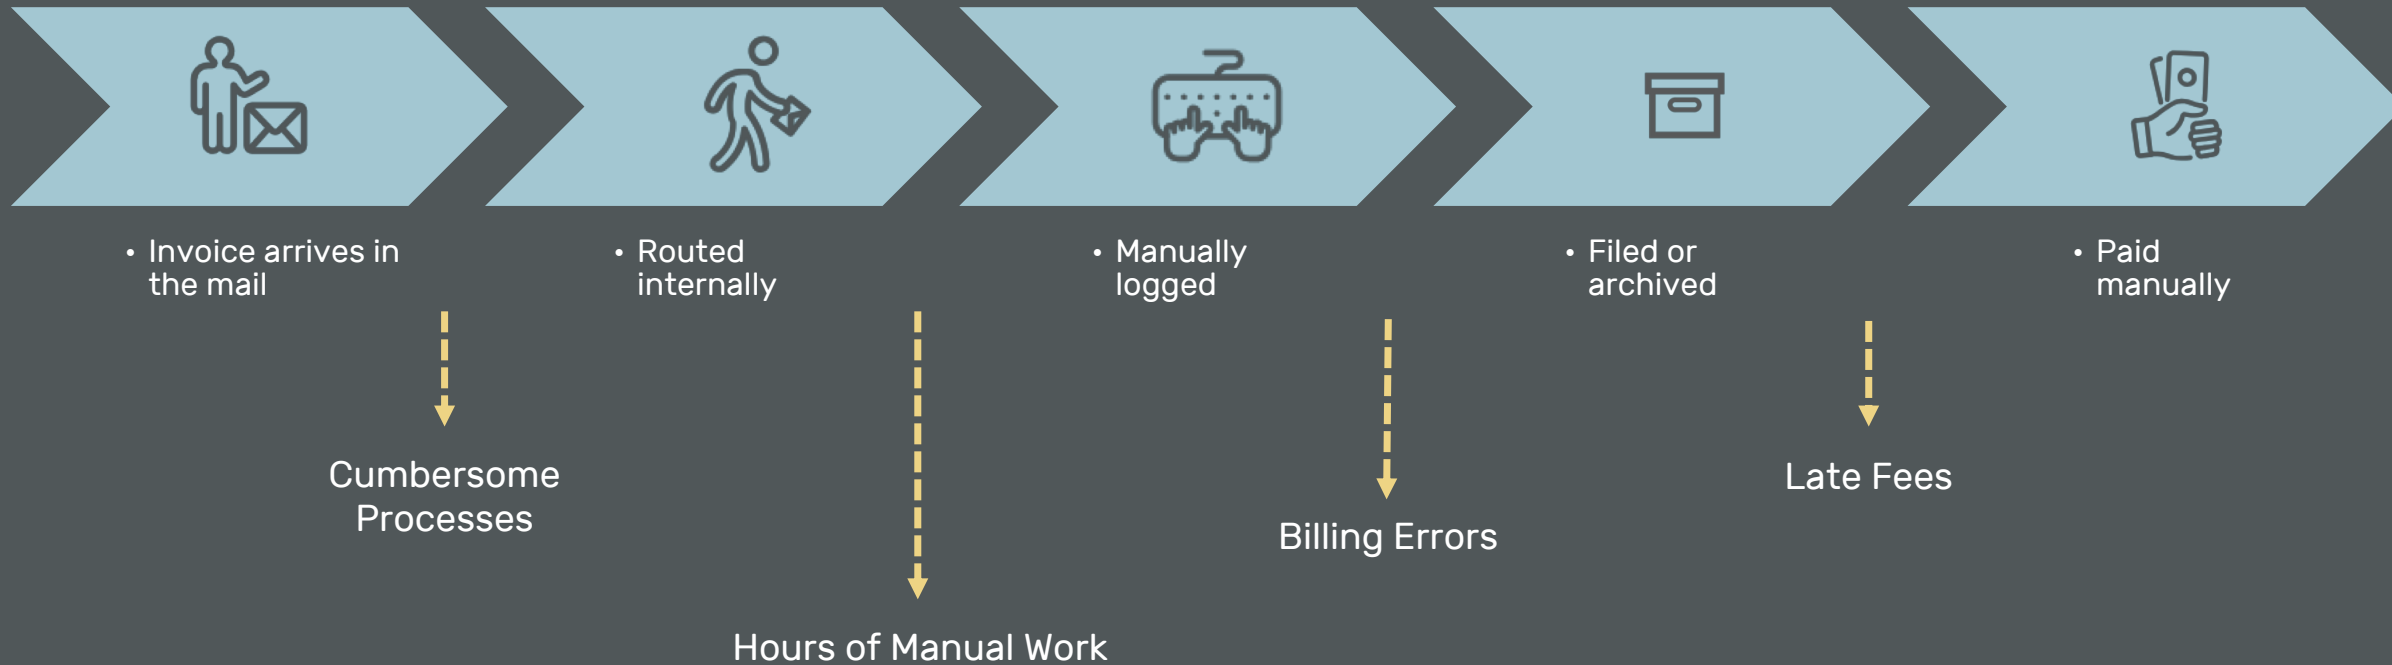 • Invoice arrives in
the mail
• Routed
internally
• Manually
logged
• Filed or
archived
• Paid
manually
Cumbersome
Processes
Hours of Manual Work
Billing Errors
Late Fees